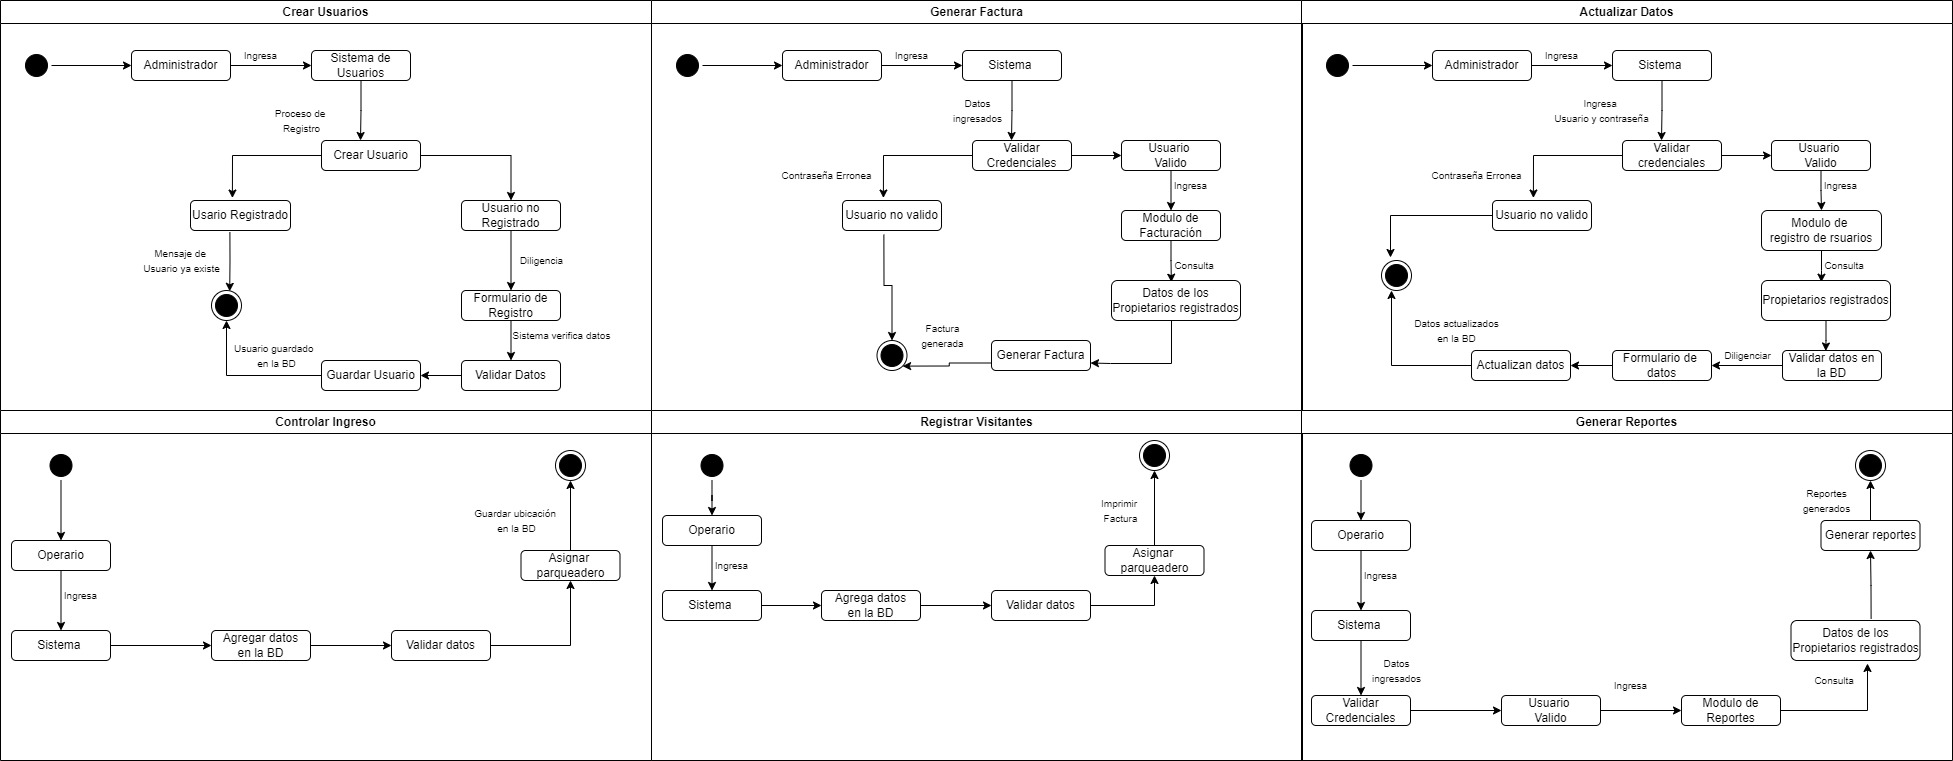 Crear Usuarios
Administrador
Ingresa
Sistema de
Usuarios
Proceso de
Registro
Crear Usuario
Usario Registrado
Usuario no
Registrado
Mensaje de
Usuario ya existe
Diligencia
Formulario de
Registro
Sistema verifica datos
Validar Datos
Guardar Usuario
Usuario guardado
en la BD
Generar Factura
Administrador
Ingresa
Sistema
Datos
ingresados
Validar
Credenciales
Usuario
Valido
Contraseña Erronea
Usuario no valido
Ingresa
Modulo de
Facturación
Consulta
Datos de los
Propietarios registrados
Generar Factura
Factura
generada
Actualizar Datos
Administrador
Ingresa
Sistema
Ingresa
Usuario y contraseña
Validar
credenciales
Usuario
Valido
Contraseña Erronea
Usuario no valido
Ingresa
Modulo de
registro de rsuarios
Consulta
Propietarios registrados
Validar datos en
la BD
Diligenciar
Formulario de
datos
Actualizan datos
Datos actualizados
en la BD
Controlar Ingreso
Operario
Ingresa
Sistema
Agregar datos
en la BD
Validar datos
Asignar
parqueadero
Guardar ubicación
en la BD
Registrar Visitantes
Operario
Ingresa
Sistema
Agrega datos
en la BD
Validar datos
Asignar
parqueadero
Imprimir
Factura
Generar Reportes
Operario
Ingresa
Sistema
Datos
ingresados
Validar
Credenciales
Usuario
Valido
Ingresa
Modulo de
Reportes
Consulta
Datos de los
Propietarios registrados
Generar reportes
Reportes
generados